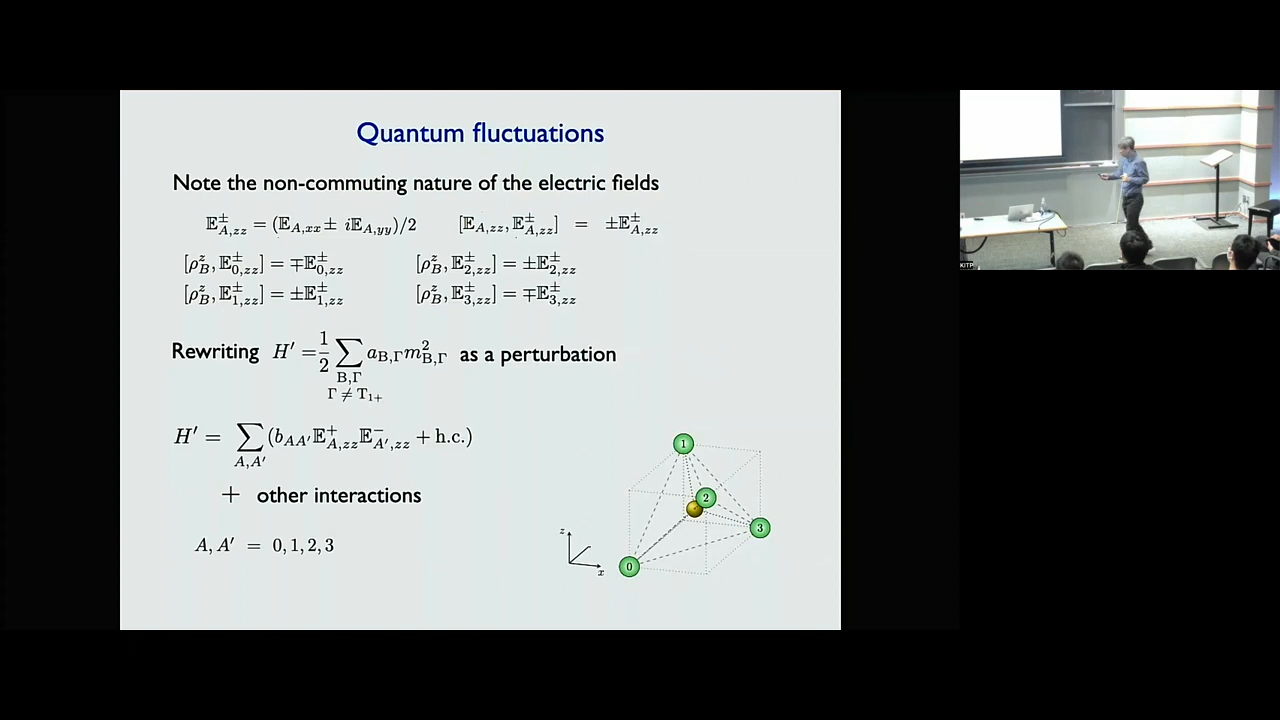 Quantum fluctuations
Note the non-commuting nature of the electric fields
𝔼^±_{A,zz} = (𝔼_{A,xx} ± i𝔼_{A,yy})/2 [𝔼_{A,zz}, 𝔼^±_{A,zz}] = ±𝔼^±_{A,zz}
[ρ^z_B, 𝔼^±_{0,zz}] = ∓𝔼^±_{0,zz} [ρ^z_B, 𝔼^±_{2,zz}] = ±𝔼^±_{2,zz}
[ρ^z_B, 𝔼^±_{1,zz}] = ±𝔼^±_{1,zz} [ρ^z_B, 𝔼^±_{3,zz}] = ∓𝔼^±_{3,zz}
Rewriting H′ = 1/2 ∑_{B,Γ Γ≠T_{1+}} a_{B,Γ} m^2_{B,Γ} as a perturbation
H′ = ∑_{A,A′} (b_{AA′} 𝔼^+_{A,zz} 𝔼^-_{A′,zz} + h.c.)
+ other interactions
A, A′ = 0, 1, 2, 3
1
2
3
0
z
x
KITP